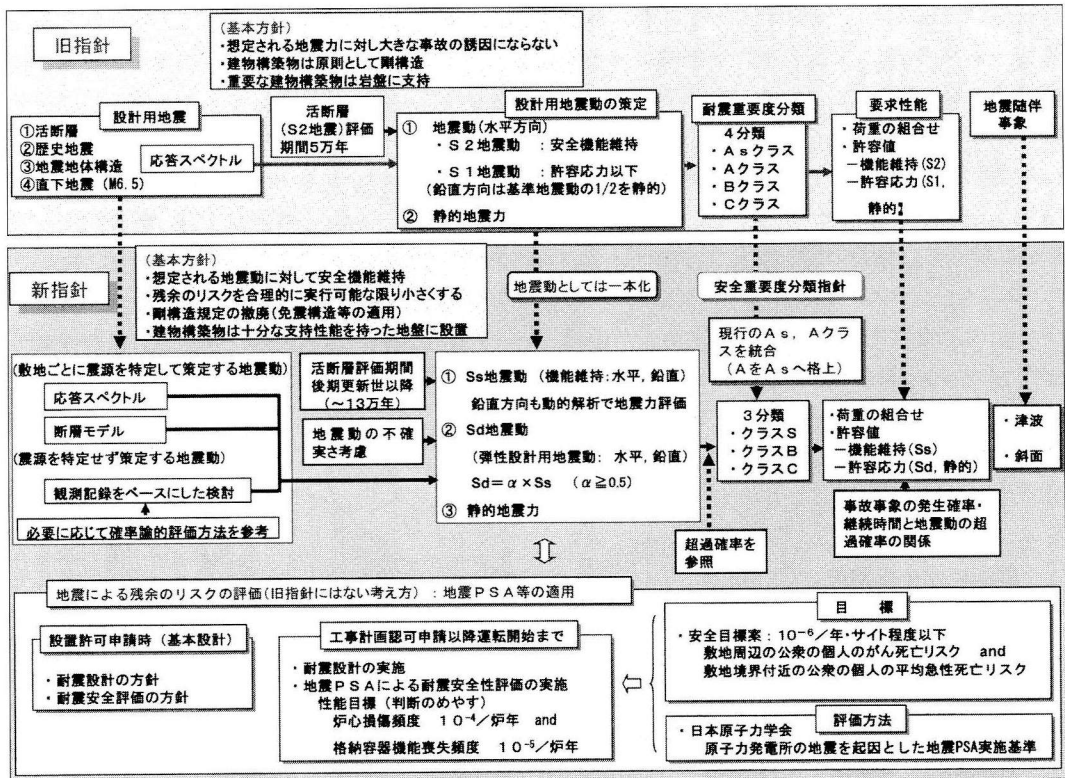 旧指針
(基本方針)
・想定される地震力に対し大きな事故の誘因にならない
・建物構築物は原則として剛構造
・重要な建物構築物は岩盤に支持
設計用地震
①活断層
②歴史地震
③地震地体構造
④直下地震(M6.5)
応答スペクトル
活断層
(S2地震)評価
期間5万年
設計用地震動の策定
① 地震動(水平方向)
・S2地震動 :安全機能維持
・S1地震動 :許容応力以下
(鉛直方向は基準地震動の1/2を静的)
② 静的地震力
耐震重要度分類
4分類
・Asクラス
・Aクラス
・Bクラス
・Cクラス
要求性能
・荷重の組合せ
・許容値
－機能維持(S2)
－許容応力(S1,
静的)
地震随伴
事象
新指針
(基本方針)
・想定される地震動に対して安全機能維持
・残余のリスクを合理的に実行可能な限り小さくする
・剛構造規定の撤廃(免震構造等の適用)
・建物構築物は十分な支持性能を持った地盤に設置
地震動としては一本化
安全重要度分類指針
現行のAs, Aクラ
スを統合
(AをAsへ格上)
(敷地ごとに震源を特定して策定する地震動)
応答スペクトル
断層モデル
(震源を特定せず策定する地震動)
観測記録をベースにした検討
必要に応じて確率論的評価方法を参考
活断層評価期間
後期更新世以降
(～13万年)
地震動の不確
実さ考慮
① Ss地震動 (機能維持:水平,鉛直)
鉛直方向も動的解析で地震力評価
② Sd地震動
(弾性設計用地震動: 水平,鉛直)
Sd=α×Ss (α≧0.5)
③ 静的地震力
3分類
・クラスS
・クラスB
・クラスC
・荷重の組合せ
・許容値
－機能維持(Ss)
－許容応力(Sd, 静的)
・津波
・斜面
超過確率を
参照
事故事象の発生確率・
継続時間と地震動の超
過確率の関係
地震による残余のリスクの評価(旧指針にはない考え方) :地震PSA等の適用
設置許可申請時(基本設計)
・耐震設計の方針
・耐震安全評価の方針
工事計画認可申請以降運転開始まで
・耐震設計の実施
・地震PSAによる耐震安全性評価の実施
性能目標(判断のめやす)
炉心損傷頻度 10⁻⁴/炉年 and
格納容器機能喪失頻度 10⁻⁵/炉年
目 標
・安全目標案:10⁻⁶/年・サイト程度以下
敷地周辺の公衆の個人のがん死亡リスク and
敷地境界付近の公衆の個人の平均急性死亡リスク
評価方法
・日本原子力学会
原子力発電所の地震を起因とした地震PSA実施基準